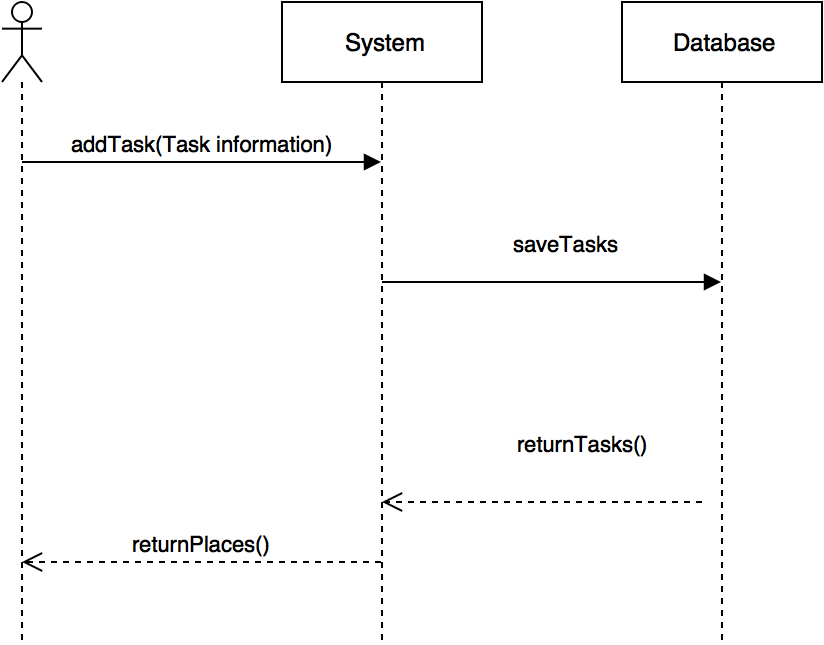 System
Database
addTask(Task information)
saveTasks
returnTasks()
returnPlaces()